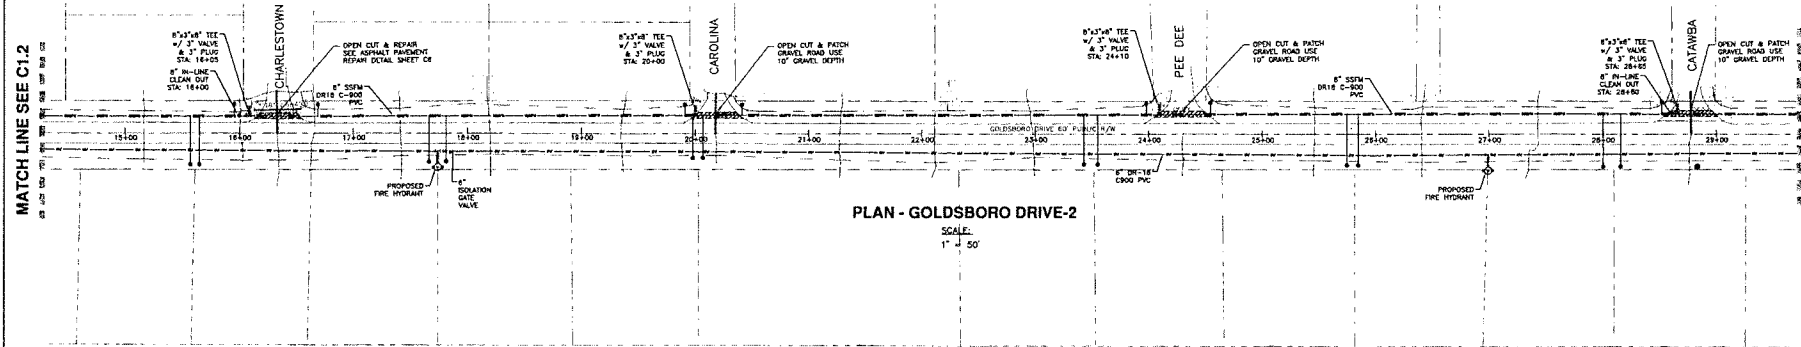 MATCH LINE SEE C1.2
8"x3"x8" TEE
w/ 3" VALVE
& 3" PLUG
STA: 16+05
8" IN-LINE
CLEAN OUT
STA: 16+00
CHARLESTOWN
OPEN CUT & REPAIR
SEE ASPHALT PAVEMENT
REPAIR DETAIL SHEET C8
8" SSFM
DR18 C-900
PVC
8"x3"x8" TEE
w/ 3" VALVE
& 3" PLUG
STA: 20+00
CAROLINA
OPEN CUT & PATCH
GRAVEL ROAD USE
10" GRAVEL DEPTH
8"x3"x8" TEE
w/ 3" VALVE
& 3" PLUG
STA: 24+10
PEE DEE
OPEN CUT & PATCH
GRAVEL ROAD USE
10" GRAVEL DEPTH
8" SSFM
DR18 C-900
PVC
8"x3"x8" TEE
w/ 3" VALVE
& 3" PLUG
STA: 28+65
8" IN-LINE
CLEAN OUT
STA: 28+60
CATAWBA
OPEN CUT & PATCH
GRAVEL ROAD USE
10" GRAVEL DEPTH
GOLDSBORO DRIVE 60' PUBLIC R/W
15+00
16+00
17+00
18+00
19+00
20+00
21+00
22+00
23+00
24+00
25+00
26+00
27+00
28+00
29+00
PROPOSED
FIRE HYDRANT
6"
ISOLATION
GATE
VALVE
6" DR-18
C900 PVC
PROPOSED
FIRE HYDRANT
PLAN - GOLDSBORO DRIVE-2
SCALE:
1" = 50'